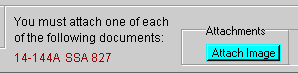 You must attach one of each
of the following documents:
14-144A SSA 827
Attachments
Attach Image